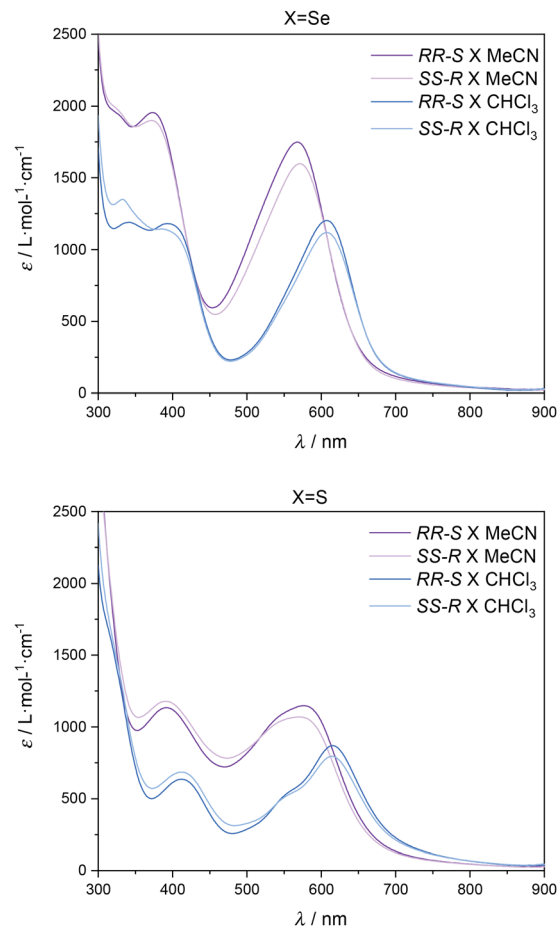 X=Se
2500
2000
1500
1000
500
0
ε / L·mol-¹·cm⁻¹
RR-S X MeCN
SS-R X MeCN
RR-S X CHCl₃
SS-R X CHCl₃
300 400 500 600 700 800 900
λ / nm
X=S
2500
2000
1500
1000
500
0
ε / L·mol-¹·cm⁻¹
RR-S X MeCN
SS-R X MeCN
RR-S X CHCl₃
SS-R X CHCl₃
300 400 500 600 700 800 900
λ / nm